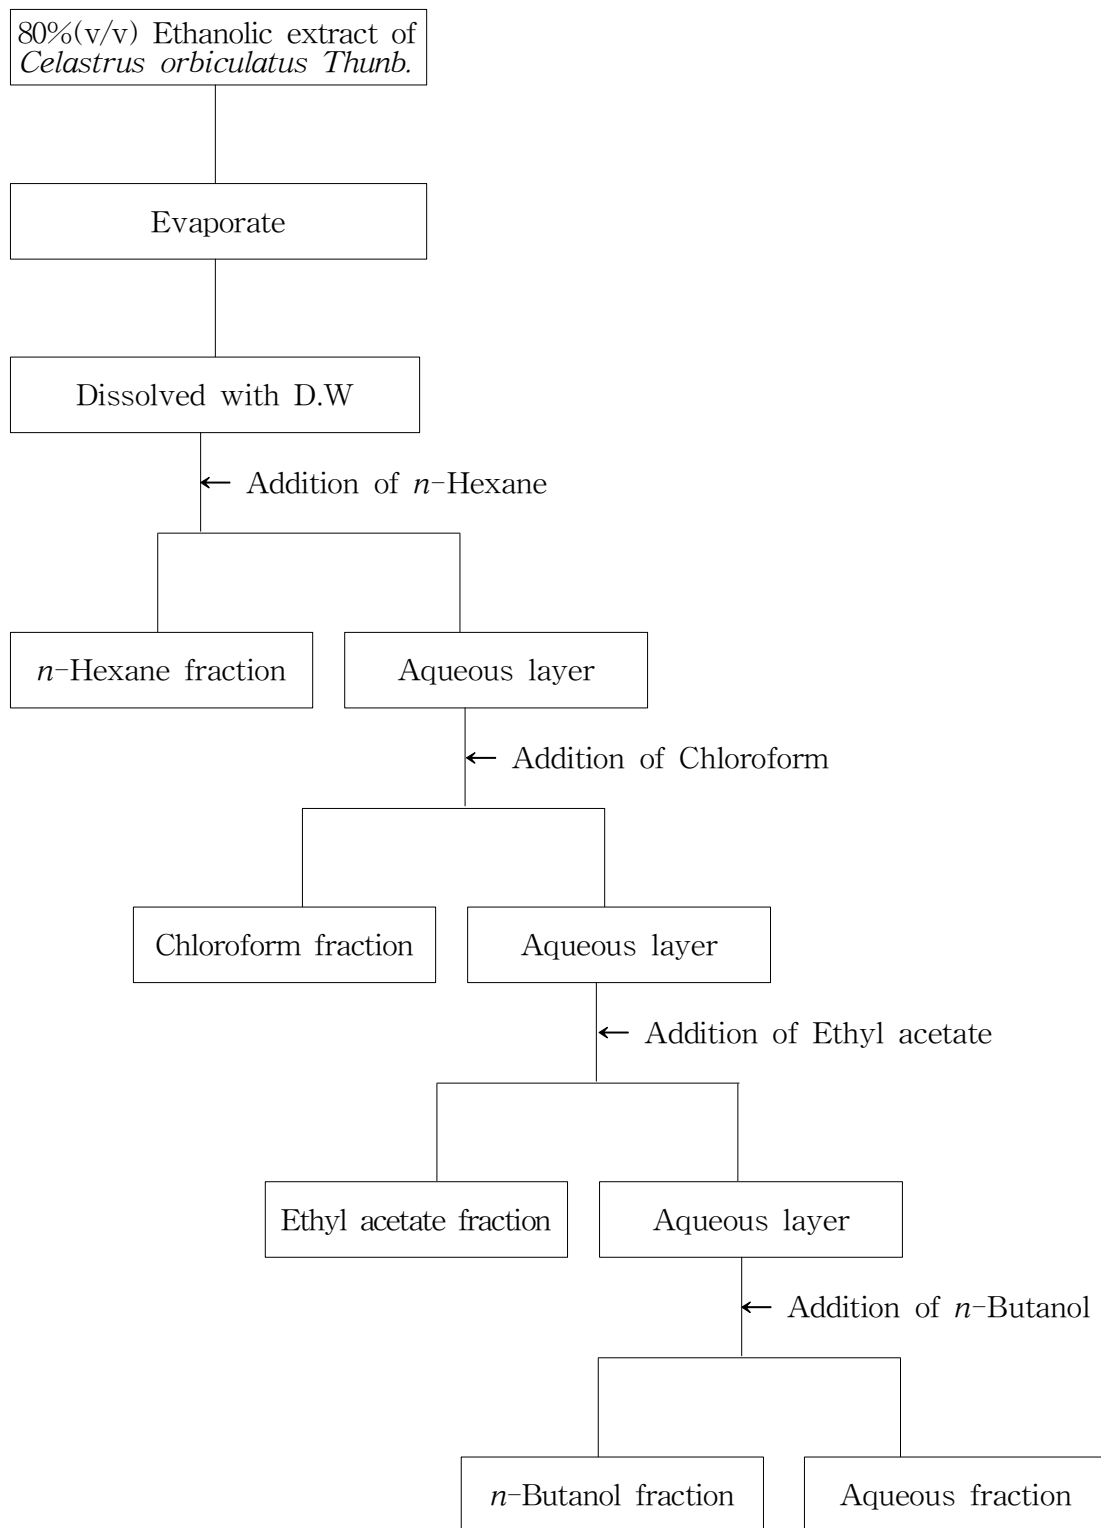 80%(v/v) Ethanolic extract of
Celastrus orbiculatus Thunb.
Evaporate
Dissolved with D.W
Addition of n-Hexane
n-Hexane fraction
Aqueous layer
Addition of Chloroform
Chloroform fraction
Aqueous layer
Addition of Ethyl acetate
Ethyl acetate fraction
Aqueous layer
Addition of n-Butanol
n-Butanol fraction
Aqueous fraction